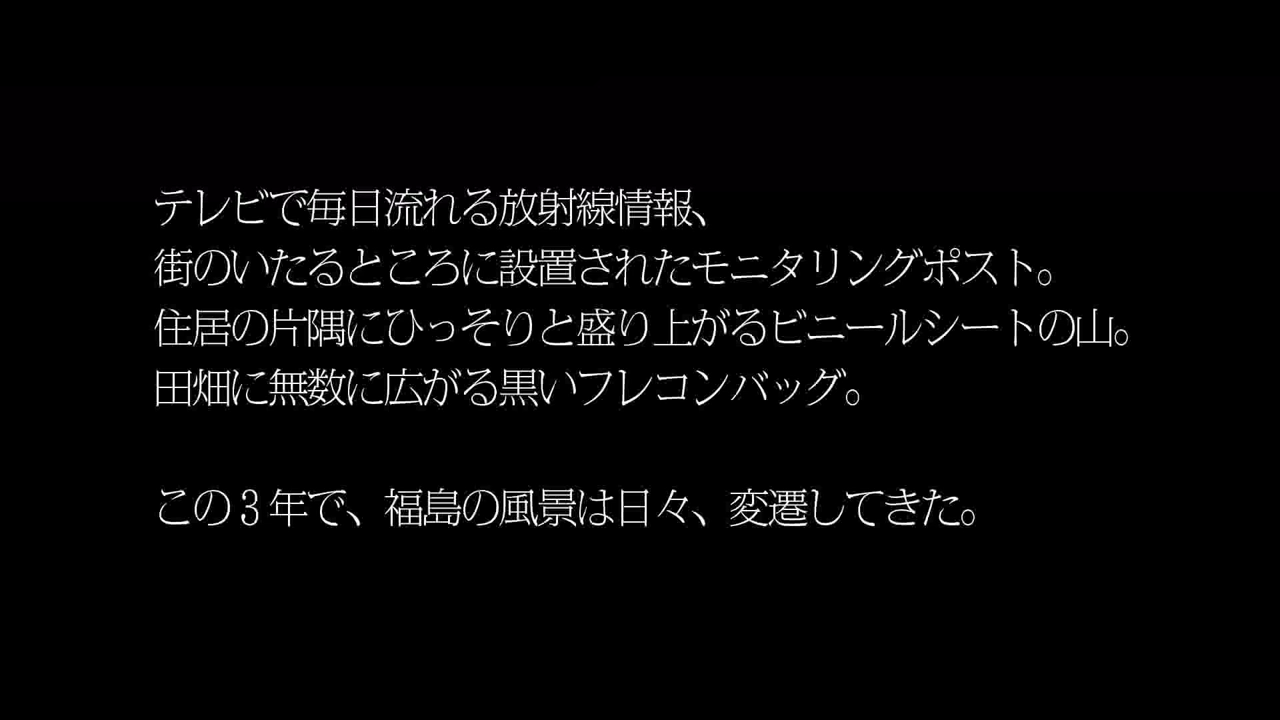 テレビで毎日流れる放射線情報、
街のいたるところに設置されたモニタリングポスト。
住居の片隅にひっそりと盛り上がるビニールシートの山。
田畑に無数に広がる黒いフレコンバッグ。
この3年で、福島の風景は日々、変遷してきた。